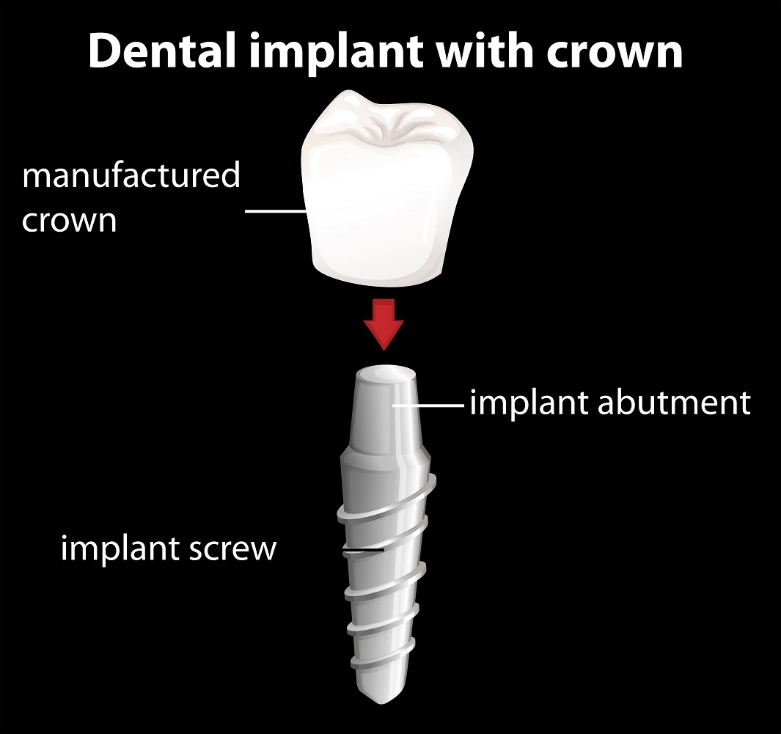 Dental implant with crown
manufactured
crown
implant abutment
implant screw